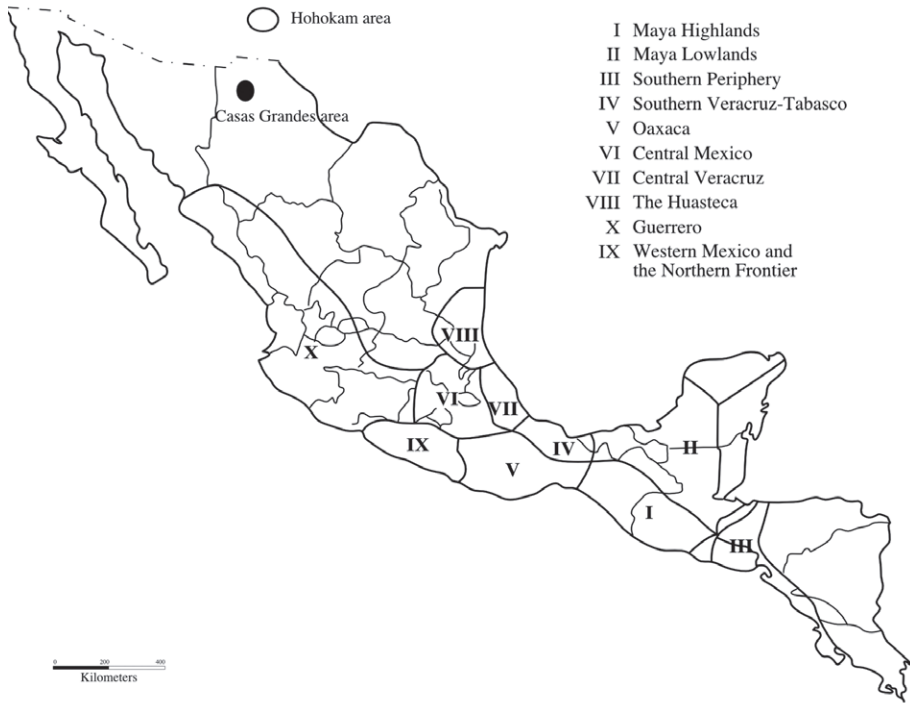 Hohokam area
Casas Grandes area
I Maya Highlands
II Maya Lowlands
III Southern Periphery
IV Southern Veracruz-Tabasco
V Oaxaca
VI Central Mexico
VII Central Veracruz
VIII The Huasteca
X Guerrero
IX Western Mexico and
the Northern Frontier
VIII
X
VI
VII
IX
IV
II
V
I
III
0 200 400
Kilometers